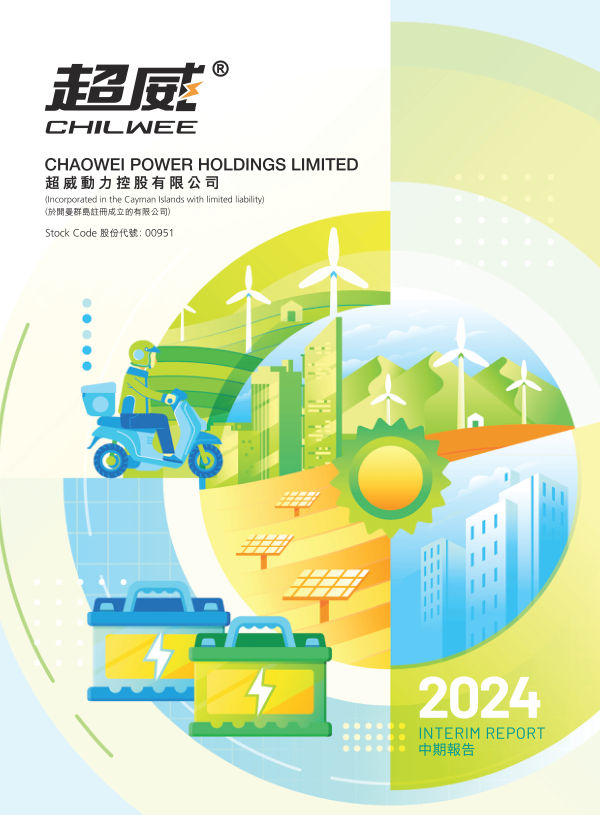 超威®
CHILWEE
CHAOWEI POWER HOLDINGS LIMITED
超威動力控股有限公司
(Incorporated in the Cayman Islands with limited liability)
(於開曼群島註冊成立的有限公司)
Stock Code 股份代號: 00951
2024
INTERIM REPORT
中期報告